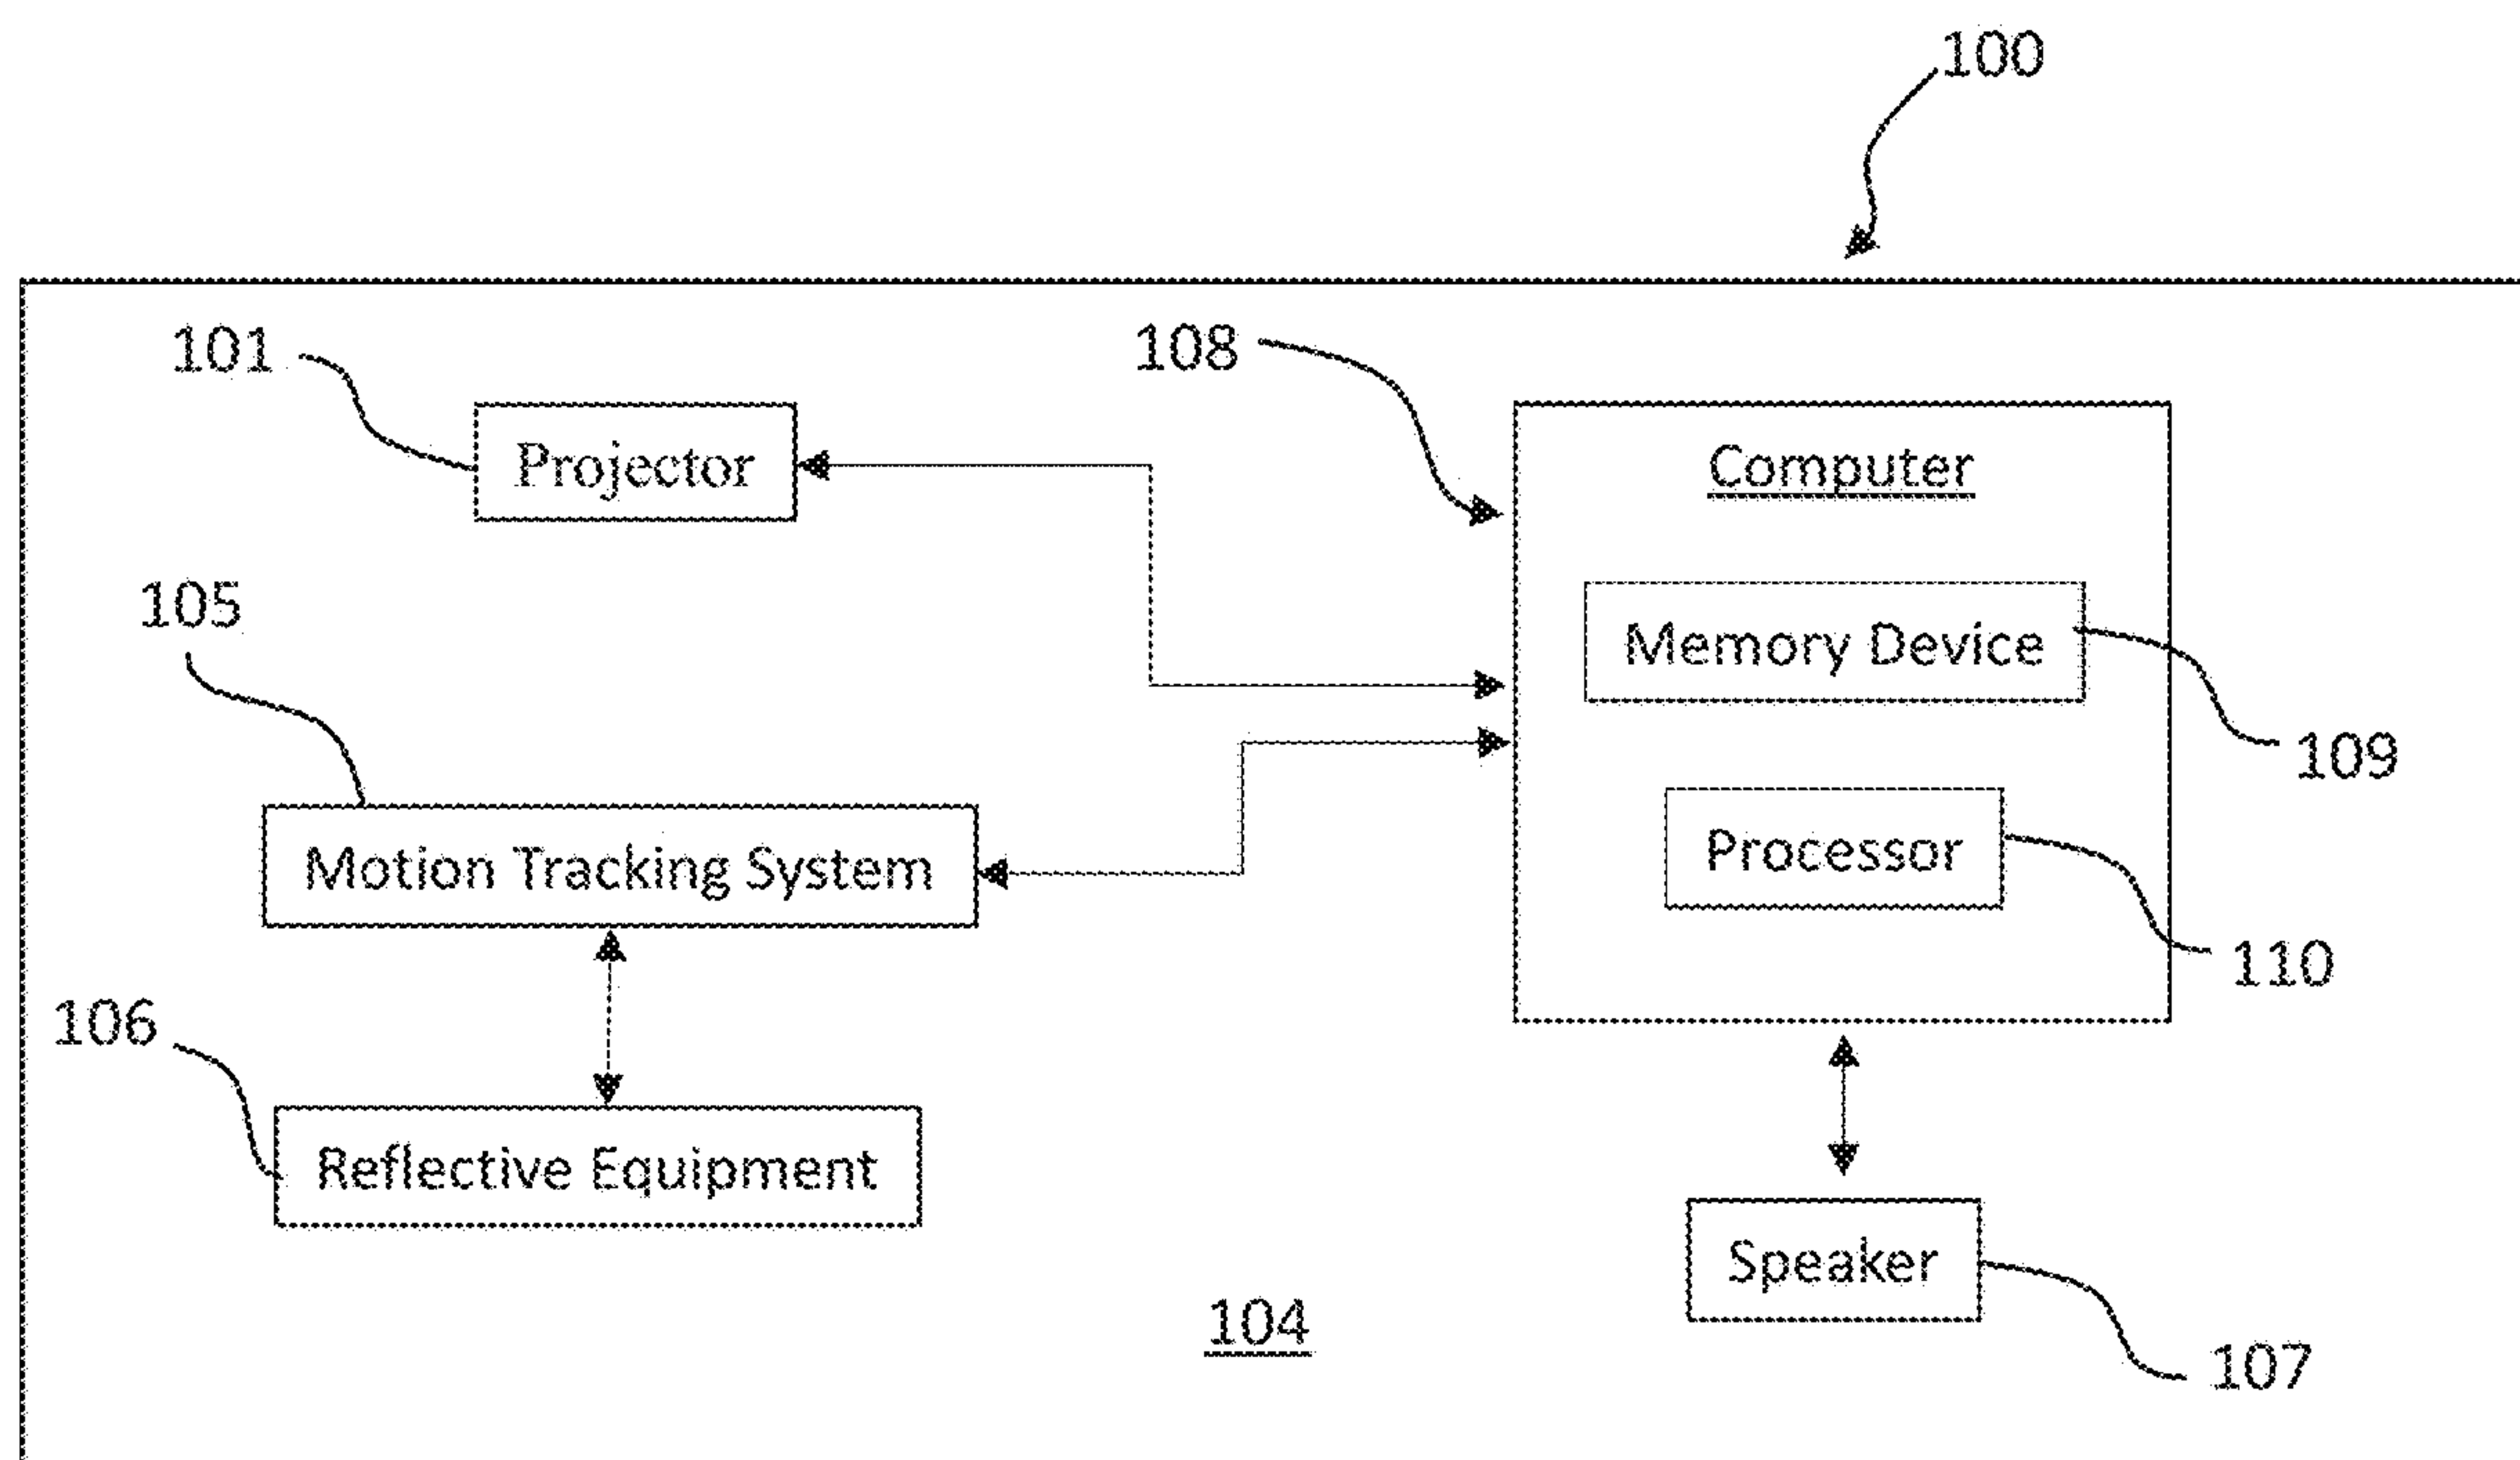 100
101
108
Projector
Computer
105
Memory Device
109
Motion Tracking System
Processor
110
106
Reflective Equipment
Speaker
104
107